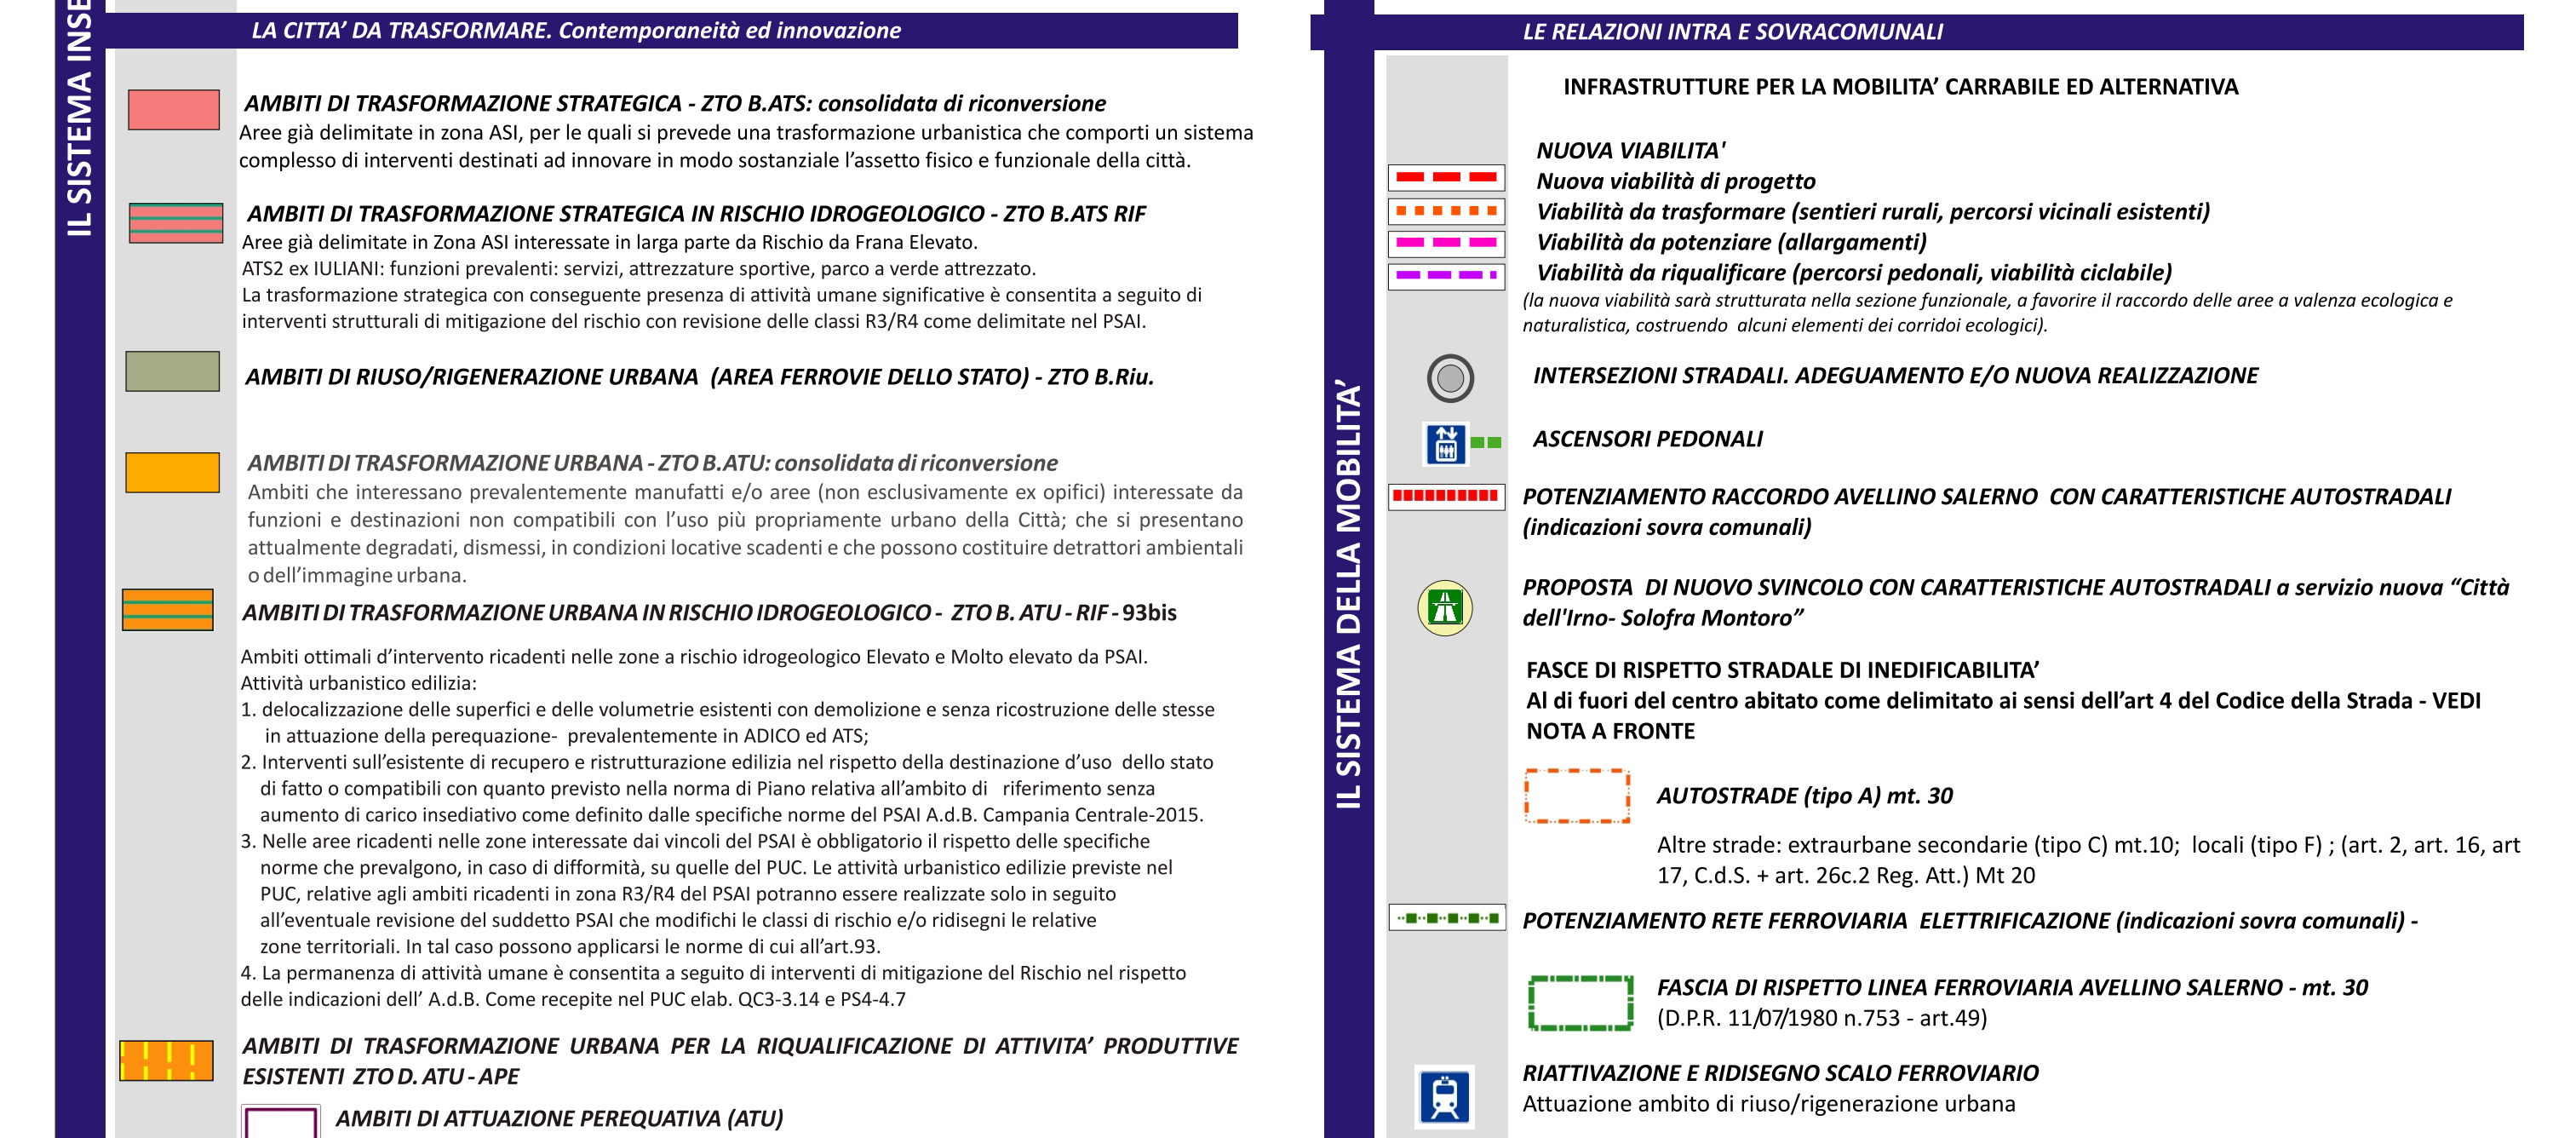 IL SISTEMA INSE
LA CITTA’ DA TRASFORMARE. Contemporaneità ed innovazione
AMBITI DI TRASFORMAZIONE STRATEGICA - ZTO B.ATS: consolidata di riconversione
Aree già delimitate in zona ASI, per le quali si prevede una trasformazione urbanistica che comporti un sistema
complesso di interventi destinati ad innovare in modo sostanziale l’assetto fisico e funzionale della città.
AMBITI DI TRASFORMAZIONE STRATEGICA IN RISCHIO IDROGEOLOGICO - ZTO B.ATS RIF
Aree già delimitate in Zona ASI interessate in larga parte da Rischio da Frana Elevato.
ATS2 ex IULIANI: funzioni prevalenti: servizi, attrezzature sportive, parco a verde attrezzato.
La trasformazione strategica con conseguente presenza di attività umane significative è consentita a seguito di
interventi strutturali di mitigazione del rischio con revisione delle classi R3/R4 come delimitate nel PSAI.
AMBITI DI RIUSO/RIGENERAZIONE URBANA (AREA FERROVIE DELLO STATO) - ZTO B.Riu.
AMBITI DI TRASFORMAZIONE URBANA - ZTO B.ATU: consolidata di riconversione
Ambiti che interessano prevalentemente manufatti e/o aree (non esclusivamente ex opifici) interessate da
funzioni e destinazioni non compatibili con l’uso più propriamente urbano della Città; che si presentano
attualmente degradati, dismessi, in condizioni locative scadenti e che possono costituire detrattori ambientali
o dell’immagine urbana.
AMBITI DI TRASFORMAZIONE URBANA IN RISCHIO IDROGEOLOGICO - ZTO B. ATU - RIF - 93bis
Ambiti ottimali d’intervento ricadenti nelle zone a rischio idrogeologico Elevato e Molto elevato da PSAI.
Attività urbanistico edilizia:
1. delocalizzazione delle superfici e delle volumetrie esistenti con demolizione e senza ricostruzione delle stesse
in attuazione della perequazione- prevalentemente in ADICO ed ATS;
2. Interventi sull’esistente di recupero e ristrutturazione edilizia nel rispetto della destinazione d’uso dello stato
di fatto o compatibili con quanto previsto nella norma di Piano relativa all’ambito di riferimento senza
aumento di carico insediativo come definito dalle specifiche norme del PSAI A.d.B. Campania Centrale-2015.
3. Nelle aree ricadenti nelle zone interessate dai vincoli del PSAI è obbligatorio il rispetto delle specifiche
norme che prevalgono, in caso di difformità, su quelle del PUC. Le attività urbanistico edilizie previste nel
PUC, relative agli ambiti ricadenti in zona R3/R4 del PSAI potranno essere realizzate solo in seguito
all’eventuale revisione del suddetto PSAI che modifichi le classi di rischio e/o ridisegni le relative
zone territoriali. In tal caso possono applicarsi le norme di cui all’art.93.
4. La permanenza di attività umane è consentita a seguito di interventi di mitigazione del Rischio nel rispetto
delle indicazioni dell’ A.d.B. Come recepite nel PUC elab. QC3-3.14 e PS4-4.7
AMBITI DI TRASFORMAZIONE URBANA PER LA RIQUALIFICAZIONE DI ATTIVITA’ PRODUTTIVE
ESISTENTI ZTO D. ATU - APE
AMBITI DI ATTUAZIONE PEREQUATIVA (ATU)
IL SISTEMA DELLA MOBILITA’
LE RELAZIONI INTRA E SOVRACOMUNALI
INFRASTRUTTURE PER LA MOBILITA’ CARRABILE ED ALTERNATIVA
NUOVA VIABILITA'
Nuova viabilità di progetto
Viabilità da trasformare (sentieri rurali, percorsi vicinali esistenti)
Viabilità da potenziare (allargamenti)
Viabilità da riqualificare (percorsi pedonali, viabilità ciclabile)
(la nuova viabilità sarà strutturata nella sezione funzionale, a favorire il raccordo delle aree a valenza ecologica e
naturalistica, costruendo alcuni elementi dei corridoi ecologici).
INTERSEZIONI STRADALI. ADEGUAMENTO E/O NUOVA REALIZZAZIONE
ASCENSORI PEDONALI
POTENZIAMENTO RACCORDO AVELLINO SALERNO CON CARATTERISTICHE AUTOSTRADALI
(indicazioni sovra comunali)
PROPOSTA DI NUOVO SVINCOLO CON CARATTERISTICHE AUTOSTRADALI a servizio nuova “Città
dell'Irno- Solofra Montoro”
FASCE DI RISPETTO STRADALE DI INEDIFICABILITA’
Al di fuori del centro abitato come delimitato ai sensi dell’art 4 del Codice della Strada - VEDI
NOTA A FRONTE
AUTOSTRADE (tipo A) mt. 30
Altre strade: extraurbane secondarie (tipo C) mt.10; locali (tipo F) ; (art. 2, art. 16, art
17, C.d.S. + art. 26c.2 Reg. Att.) Mt 20
POTENZIAMENTO RETE FERROVIARIA ELETTRIFICAZIONE (indicazioni sovra comunali) -
FASCIA DI RISPETTO LINEA FERROVIARIA AVELLINO SALERNO - mt. 30
(D.P.R. 11/07/1980 n.753 - art.49)
RIATTIVAZIONE E RIDISEGNO SCALO FERROVIARIO
Attuazione ambito di riuso/rigenerazione urbana